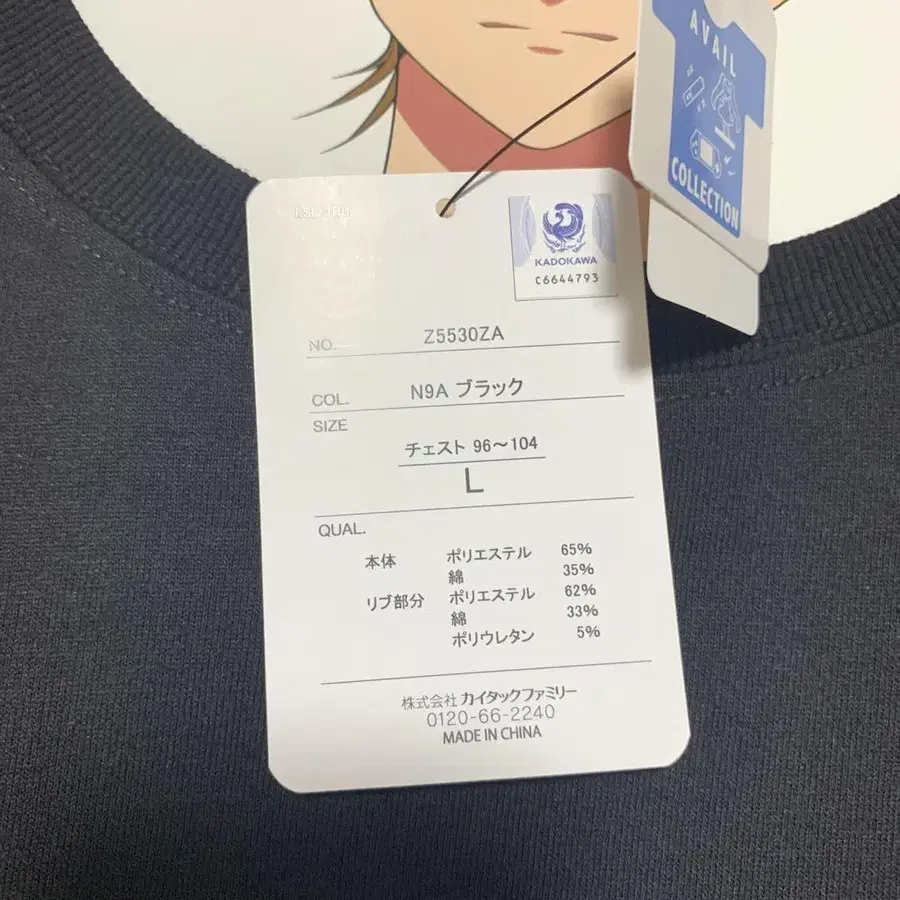 AVAIL
COLLECTION
KADOKAWA
C6644793
NO. Z5530ZA
COL. N9A ブラック
SIZE
チェスト 96～104
L
QUAL.
本体 ポリエステル 65%
綿 35%
リブ部分 ポリエステル 62%
綿 33%
ポリウレタン 5%
株式会社 カイタックファミリー
0120-66-2240
MADE IN CHINA